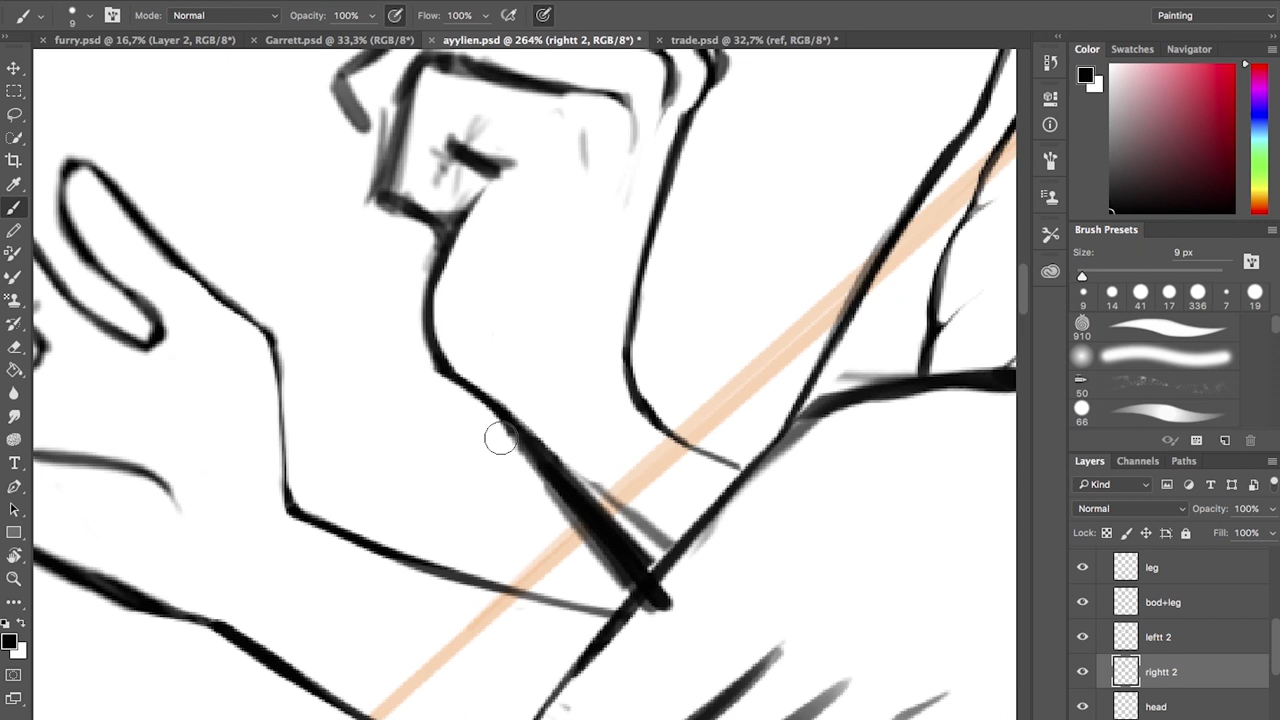 9 Mode: Normal Opacity: 100% Flow: 100% Painting
furry.psd @ 16,7% (Layer 2, RGB/8*) * Garrett.psd @ 33,3% (RGB/8*) ayylien.psd @ 264% (rightt 2, RGB/8*) * trade.psd @ 32,7% (ref, RGB/8*) *
Color Swatches Navigator
Brush Presets
Size: 9 px
9 14 41 17 336 7 19
910
50
66
Layers Channels Paths
Kind
Normal Opacity: 100%
Lock: Fill: 100%
leg
bod+leg
leftt 2
rightt 2
head